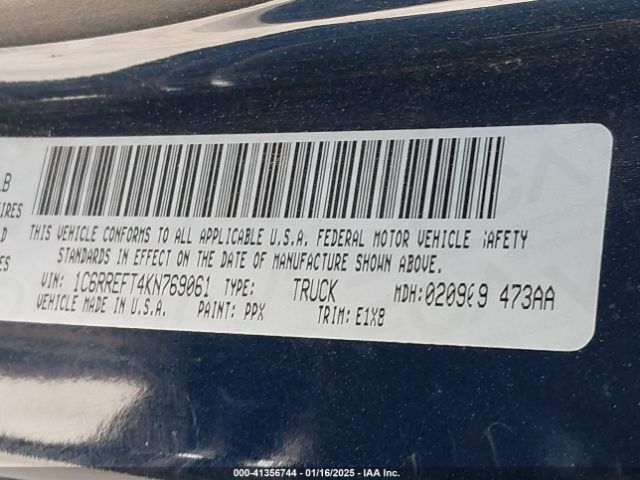 LB
IRES
THIS VEHICLE CONFORMS TO ALL APPLICABLE U.S.A. FEDERAL MOTOR VEHICLE SAFETY
STANDARDS IN EFFECT ON THE DATE OF MANUFACTURE SHOWN ABOVE.
VIN: 1C6RREFT4KN769061 TYPE: TRUCK MDH:020909 473AA
VEHICLE MADE IN U.S.A. PAINT: PPX TRIM: E1X8
000-41356744 / 01/16/2025 - IAA Inc.